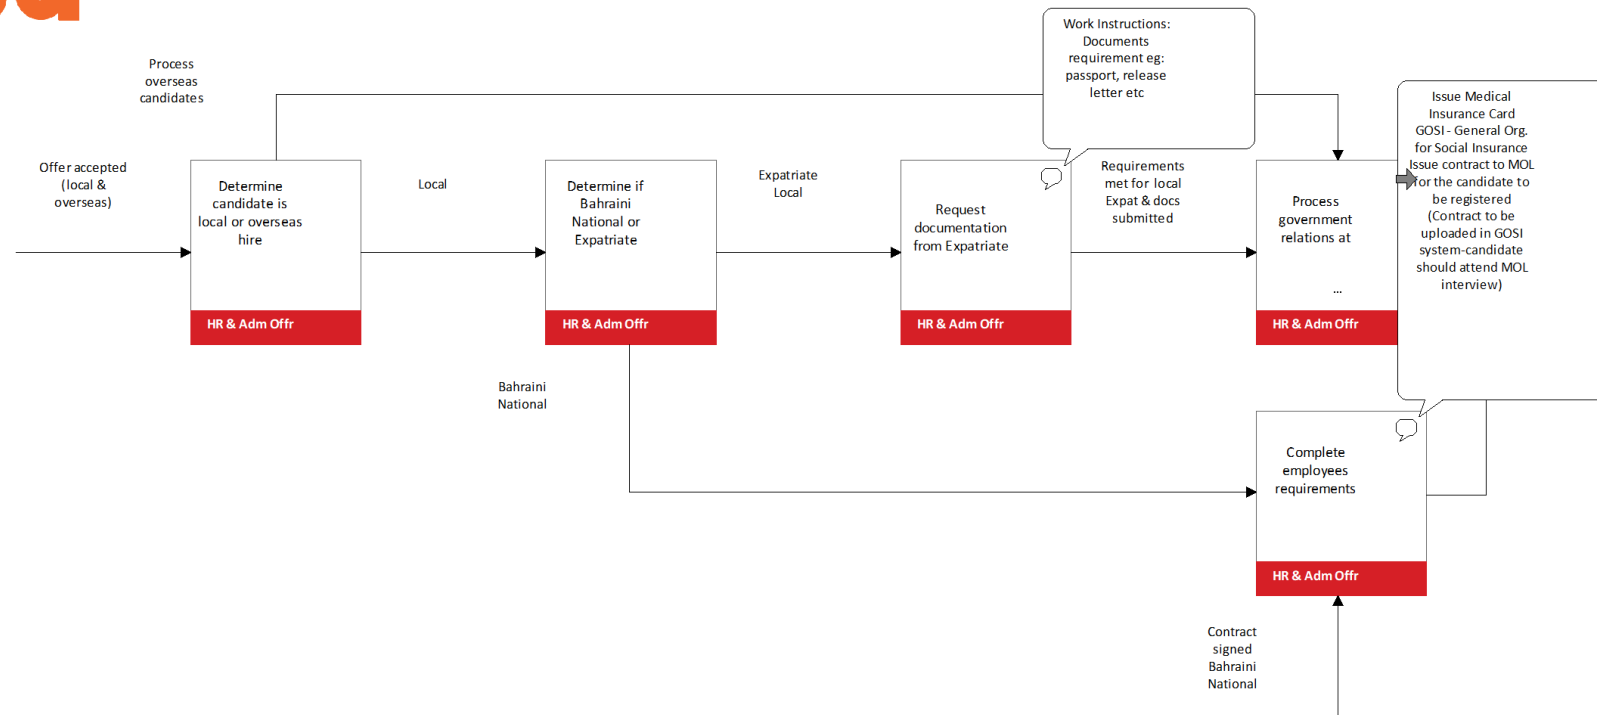 Work Instructions:
Documents
requirement eg:
passport, release
letter etc
Process
overseas
candidates
Issue Medical
Insurance Card
GOSI - General Org.
for Social Insurance
Issue contract to MOL
for the candidate to
be registered
(Contract to be
uploaded in GOSI
system-candidate
should attend MOL
interview)
Offer accepted
(local &
overseas)
Determine
candidate is
local or overseas
hire
HR & Adm Offr
Local
Determine if
Bahraini
National or
Expatriate
HR & Adm Offr
Expatriate
Local
Request
documentation
from Expatriate
HR & Adm Offr
Requirements
met for local
Expat & docs
submitted
Process
government
relations at
...
HR & Adm Offr
Bahraini
National
Complete
employees
requirements
HR & Adm Offr
Contract
signed
Bahraini
National